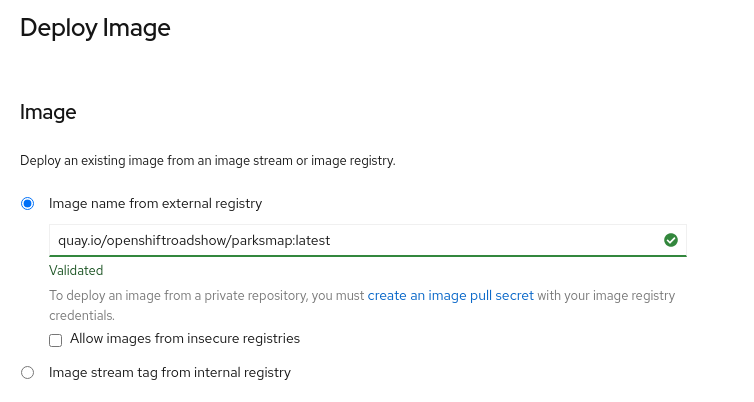 Deploy Image
Image
Deploy an existing image from an image stream or image registry.
Image name from external registry
quay.io/openshiftroadshow/parksmap:latest
Validated
To deploy an image from a private repository, you must create an image pull secret with your image registry
credentials.
Allow images from insecure registries
Image stream tag from internal registry